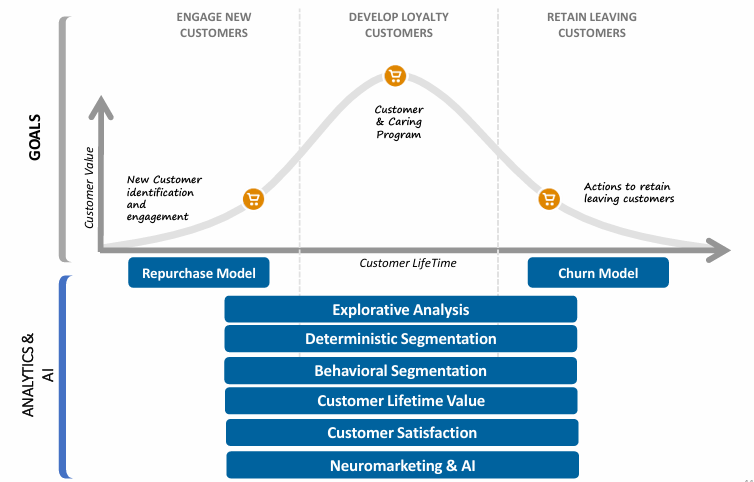 ENGAGE NEW
CUSTOMERS
DEVELOP LOYALTY
CUSTOMERS
RETAIN LEAVING
CUSTOMERS
GOALS
Customer Value
Customer
& Caring
Program
New Customer
identification
and
engagement
Actions to retain
leaving customers
Customer LifeTime
Repurchase Model
Churn Model
ANALYTICS &
AI
Explorative Analysis
Deterministic Segmentation
Behavioral Segmentation
Customer Lifetime Value
Customer Satisfaction
Neuromarketing & AI